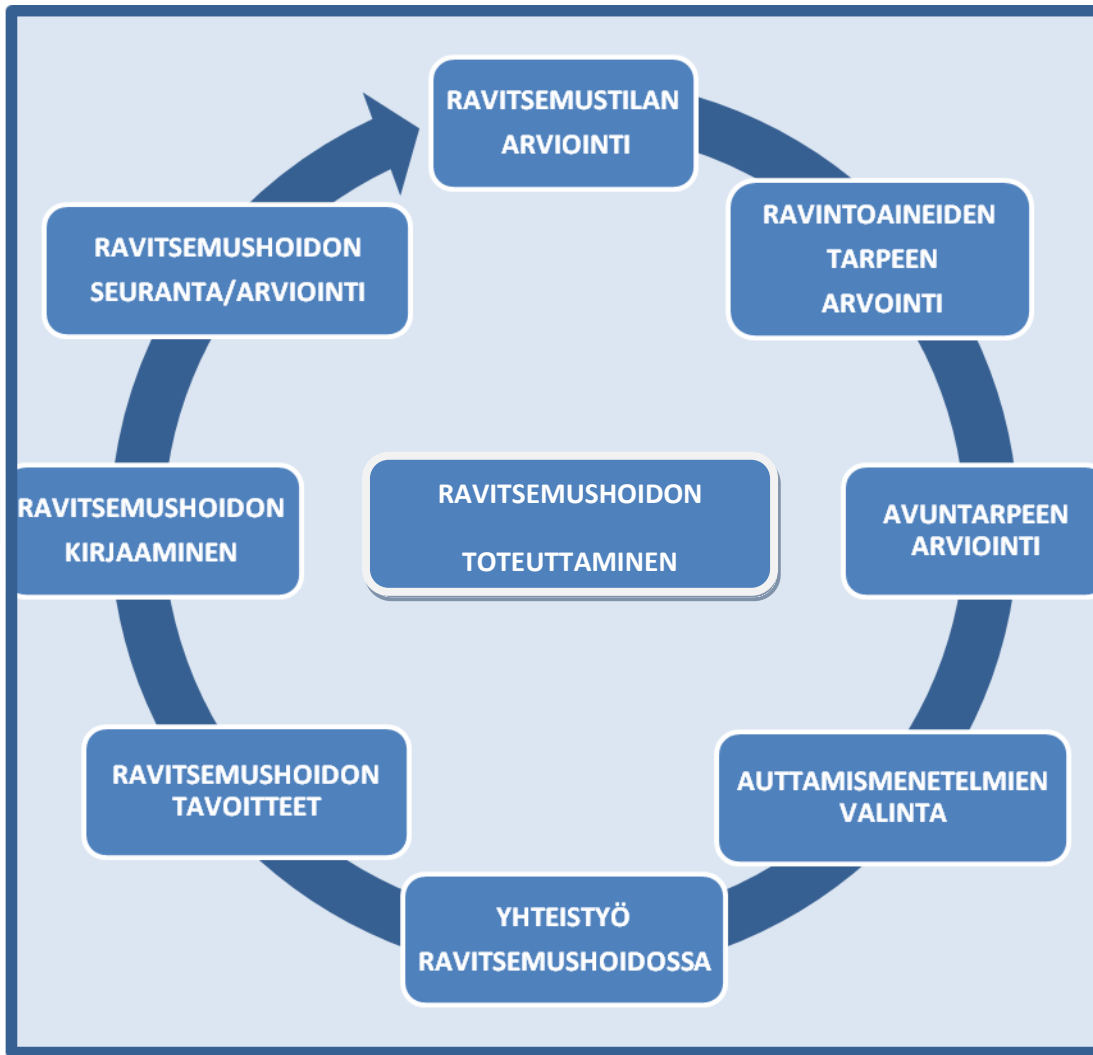 RAVITSEMUSTILAN
ARVIOINTI
RAVINTOAINEIDEN
TARPEEN
ARVOINTI
AVUNTARPEEN
ARVIOINTI
AUTTAMISMENETELMIEN
VALINTA
YHTEISTYÖ
RAVITSEMUSHOIDOSSA
RAVITSEMUSHOIDON
TAVOITTEET
RAVITSEMUSHOIDON
KIRJAAMINEN
RAVITSEMUSHOIDON
SEURANTA/ARVIOINTI
RAVITSEMUSHOIDON
TOTEUTTAMINEN